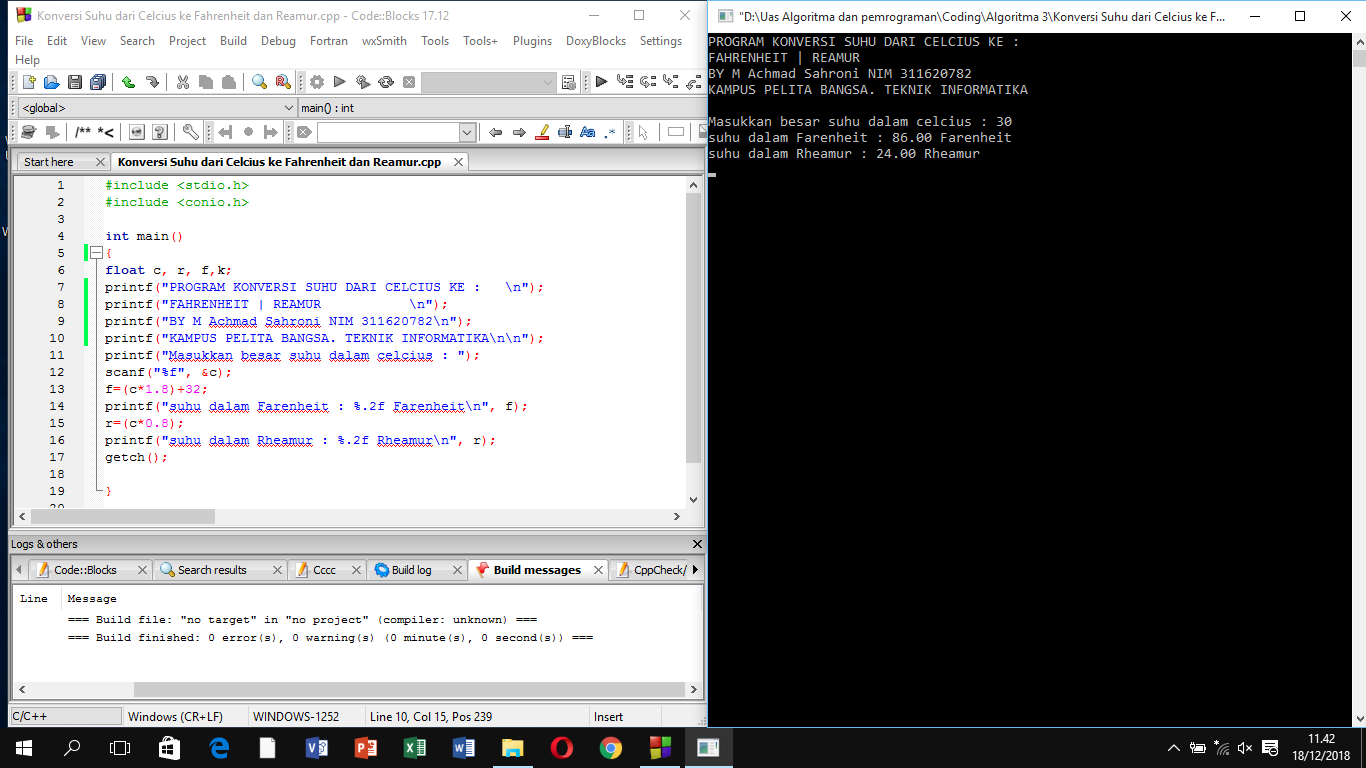 Konversi Suhu dari Celcius ke Fahrenheit dan Reamur.cpp - Code::Blocks 17.12
File Edit View Search Project Build Debug Fortran wxSmith Tools Tools+ Plugins DoxyBlocks Settings
Help
<global> main() : int
/** *< Aa .*
Start here Konversi Suhu dari Celcius ke Fahrenheit dan Reamur.cpp
1 #include <stdio.h>
2 #include <conio.h>
3
4 int main()
5 {
6 float c, r, f,k;
7 printf("PROGRAM KONVERSI SUHU DARI CELCIUS KE :   \n");
8 printf("FAHRENHEIT | REAMUR           \n");
9 printf("BY M Achmad Sahroni NIM 311620782\n");
10 printf("KAMPUS PELITA BANGSA. TEKNIK INFORMATIKA\n\n");
11 printf("Masukkan besar suhu dalam celcius : ");
12 scanf("%f", &c);
13 f=(c*1.8)+32;
14 printf("suhu dalam Farenheit : %.2f Farenheit\n", f);
15 r=(c*0.8);
16 printf("suhu dalam Rheamur : %.2f Rheamur\n", r);
17 getch();
18
19 }
20
Logs & others
Code::Blocks Search results Cccc Build log Build messages CppCheck/
Line Message
=== Build file: "no target" in "no project" (compiler: unknown) ===
=== Build finished: 0 error(s), 0 warning(s) (0 minute(s), 0 second(s)) ===
C/C++ Windows (CR+LF) WINDOWS-1252 Line 10, Col 15, Pos 239 Insert
"D:\Uas Algoritma dan pemrograman\Coding\Algoritma 3\Konversi Suhu dari Celcius ke F...
PROGRAM KONVERSI SUHU DARI CELCIUS KE :
FAHRENHEIT | REAMUR
BY M Achmad Sahroni NIM 311620782
KAMPUS PELITA BANGSA. TEKNIK INFORMATIKA
Masukkan besar suhu dalam celcius : 30
suhu dalam Farenheit : 86.00 Farenheit
suhu dalam Rheamur : 24.00 Rheamur
11.42
18/12/2018